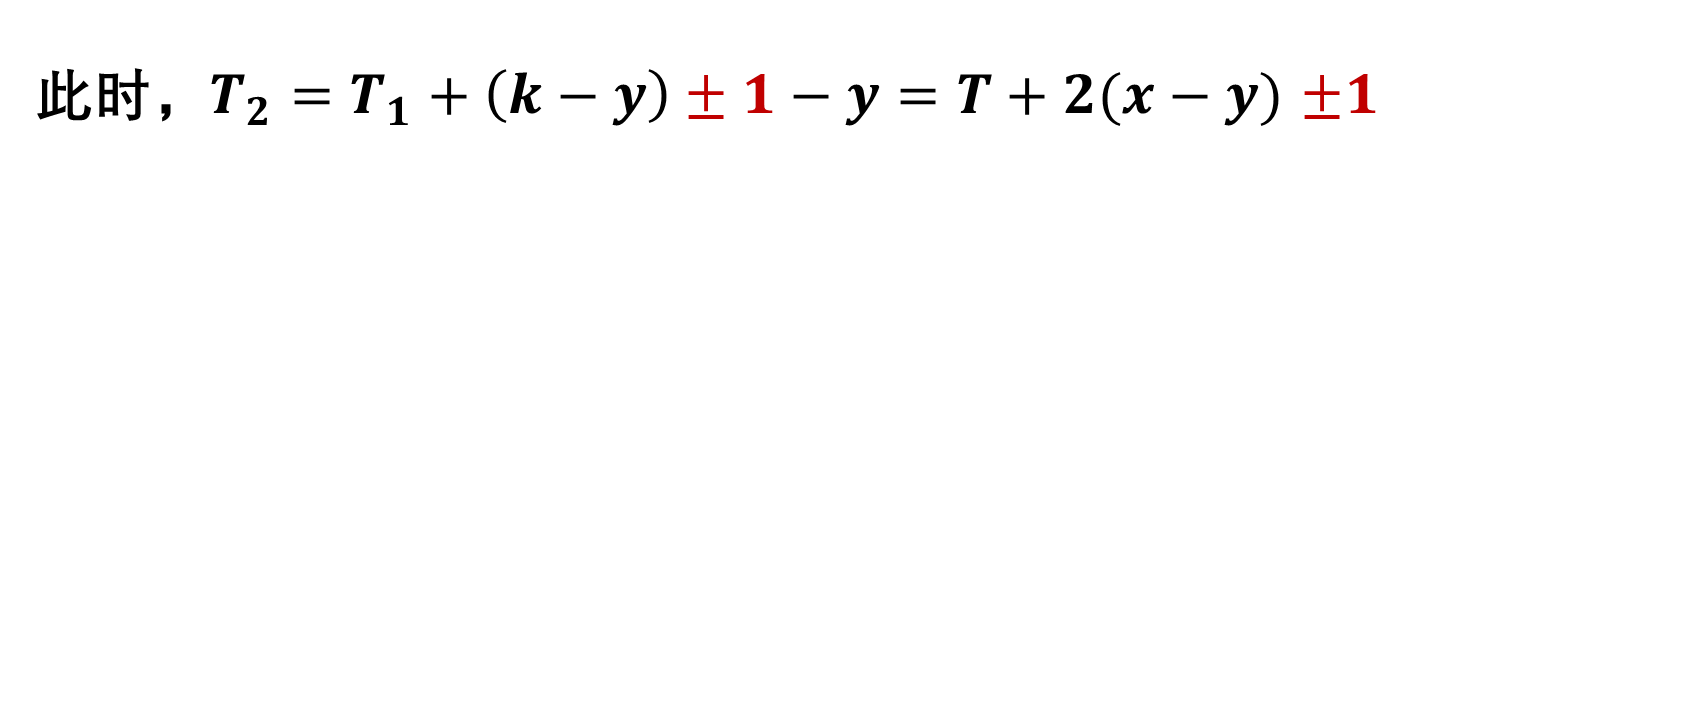 此时，T₂ = T₁ + (k − y) ± 1 − y = T + 2(x − y) ±1